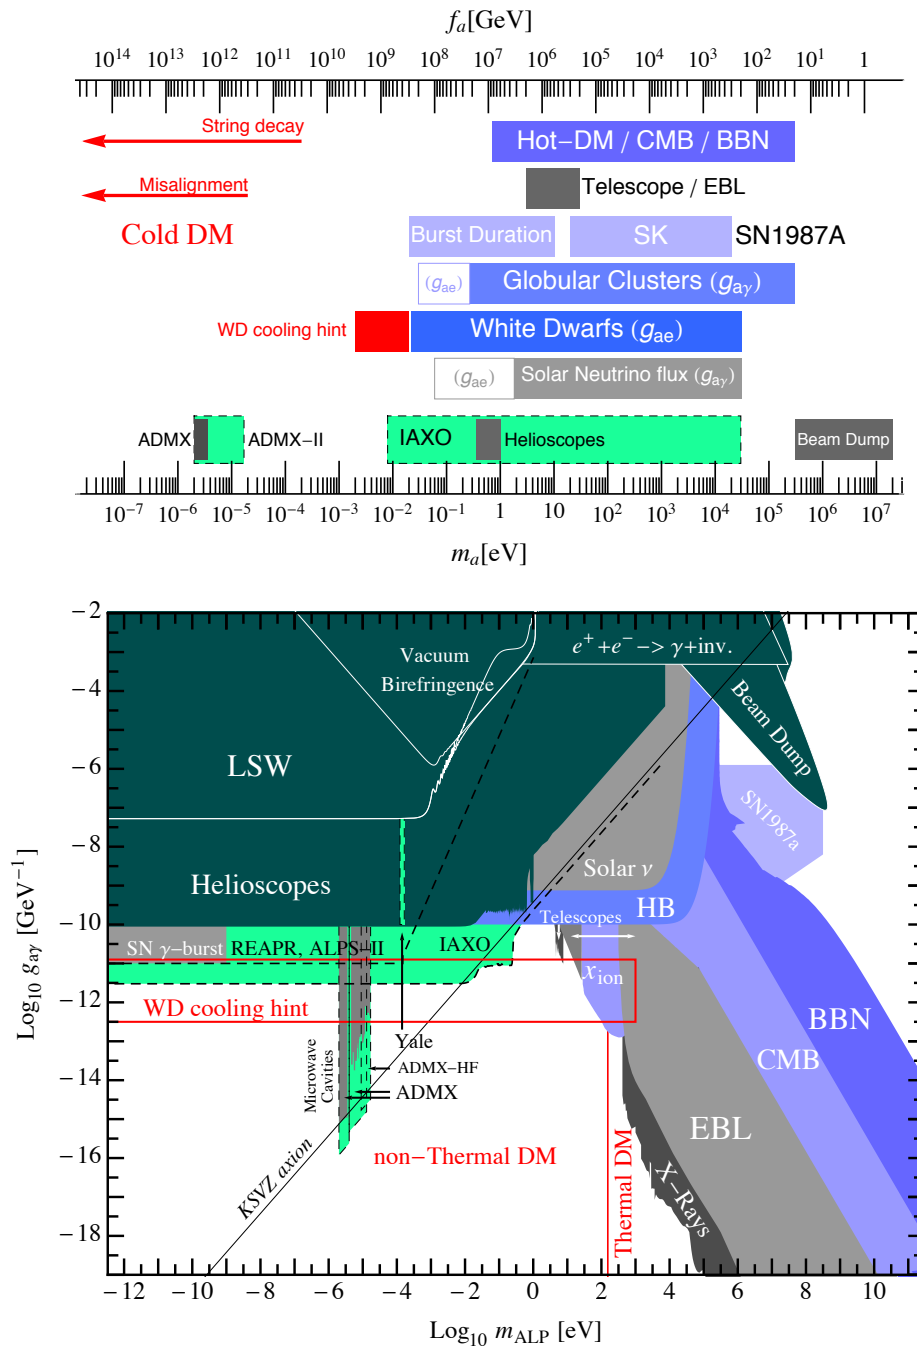 f_a[GeV]
10^14 10^13 10^12 10^11 10^10 10^9 10^8 10^7 10^6 10^5 10^4 10^3 10^2 10^1 1
String decay
Hot−DM / CMB / BBN
Misalignment
Telescope / EBL
Cold DM
Burst Duration
SK
SN1987A
(g_ae)
Globular Clusters (g_aγ)
WD cooling hint
White Dwarfs (g_ae)
(g_ae)
Solar Neutrino flux (g_aγ)
ADMX
ADMX−II
IAXO
Helioscopes
Beam Dump
10^−7 10^−6 10^−5 10^−4 10^−3 10^−2 10^−1 1 10 10^2 10^3 10^4 10^5 10^6 10^7
m_a[eV]
−2
−4
−6
−8
−10
−12
−14
−16
−18
Log_10 g_aγ [GeV^−1]
e^+ + e^− −> γ+inv.
Vacuum
Birefringence
Beam Dump
LSW
SN1987a
Solar ν
Helioscopes
HB
Telescopes
SN γ−burst
REAPR, ALPS−II
IAXO
x_ion
WD cooling hint
BBN
Yale
CMB
Microwave
Cavities
ADMX−HF
ADMX
EBL
non−Thermal DM
KSVZ axion
Thermal DM
X−Rays
−12 −10 −8 −6 −4 −2 0 2 4 6 8 10
Log_10 m_ALP [eV]